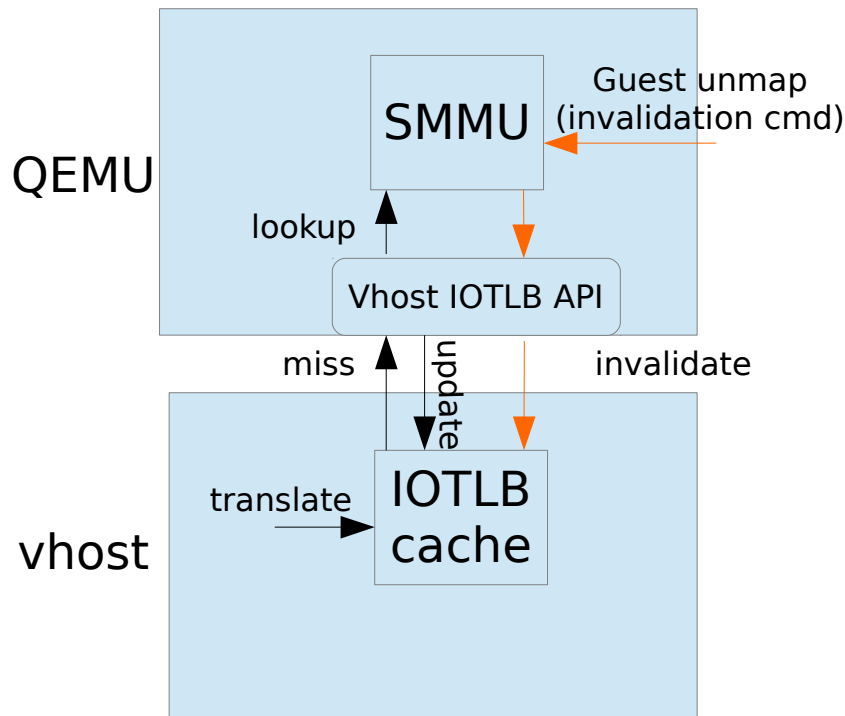 Guest unmap
(invalidation cmd)
SMMU
QEMU
lookup
Vhost IOTLB API
miss
update
invalidate
IOTLB
cache
translate
vhost